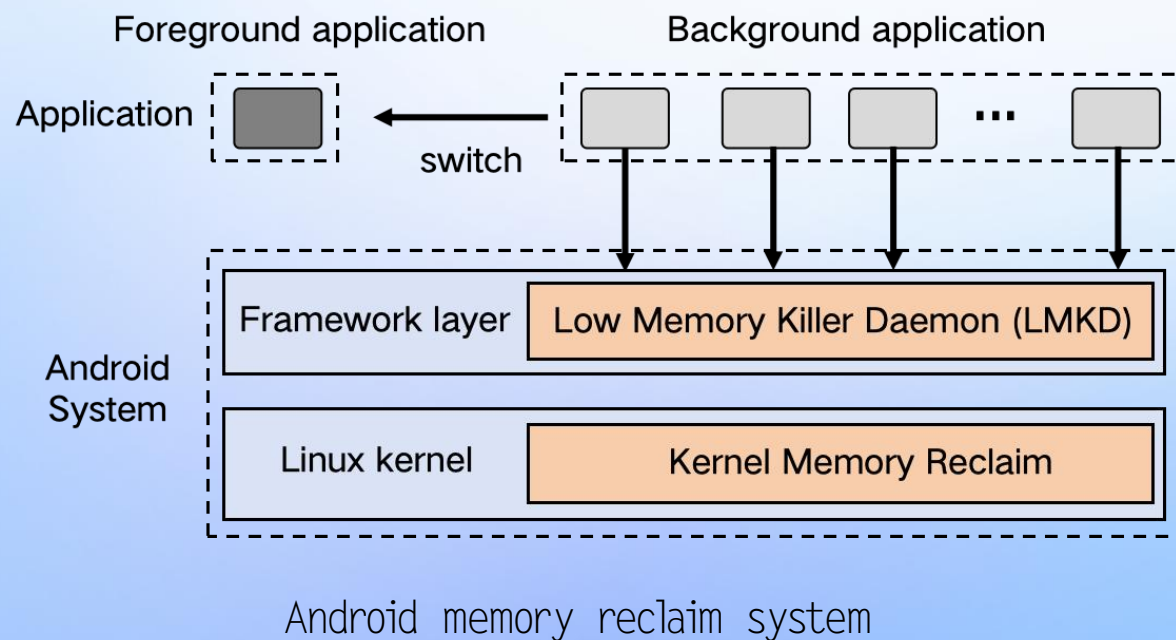 Foreground application
Background application
Application
switch
...
Framework layer
Low Memory Killer Daemon (LMKD)
Android
System
Linux kernel
Kernel Memory Reclaim
Android memory reclaim system